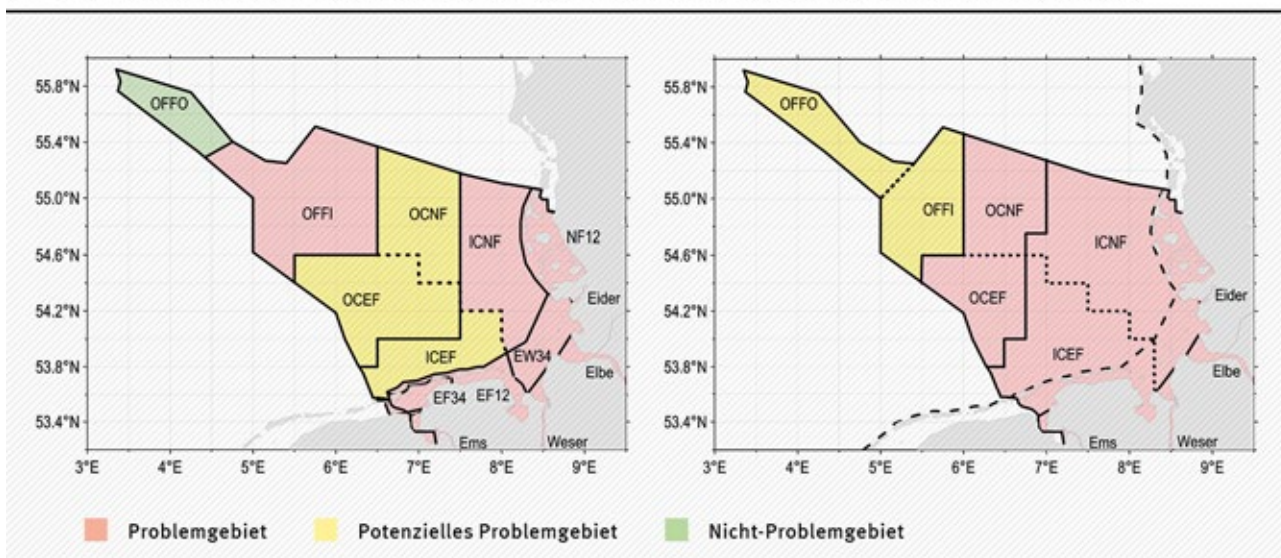 55.8°N
55.4°N
55.0°N
54.6°N
54.2°N
53.8°N
53.4°N
3°E 4°E 5°E 6°E 7°E 8°E 9°E
OFFO
OFFI
OCNF
ICNF
NF12
Eider
OCEF
ICEF
EW34
Elbe
EF34
EF12
Ems
Weser
55.8°N
55.4°N
55.0°N
54.6°N
54.2°N
53.8°N
53.4°N
3°E 4°E 5°E 6°E 7°E 8°E 9°E
OFFO
OFFI
OCNF
ICNF
Eider
OCEF
ICEF
Elbe
Ems
Weser
Problemgebiet Potenzielles Problemgebiet Nicht-Problemgebiet